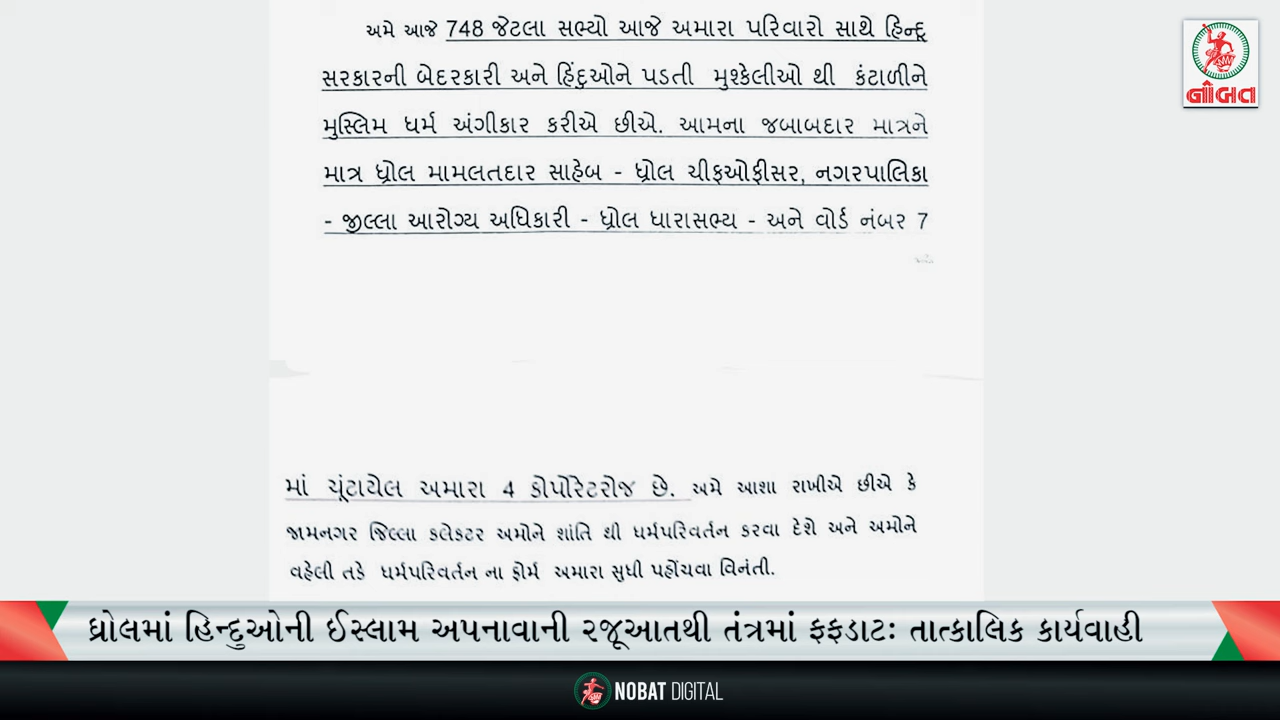 અમે આજે 748 જેટલા સભ્યો આજે અમારા પરિવારો સાથે હિન્દૂ
સરકારની બેદરકારી અને હિંદુઓને પડતી મુશ્કેલીઓ થી કંટાળીને
મુસ્લિમ ધર્મ અંગીકાર કરીએ છીએ. આમના જબાબદાર માત્રને
માત્ર ધ્રોલ મામલતદાર સાહેબ - ધ્રોલ ચીફઓફીસર, નગરપાલિકા
- જીલ્લા આરોગ્ય અધિકારી - ધ્રોલ ધારાસભ્ય - અને વોર્ડ નંબર 7
માં ચૂંટાયેલ અમારા 4 કોર્પોરેટરોજ છે. અમે આશા રાખીએ છીએ કે
જામનગર જિલ્લા કલેક્ટર અમોને શાંતિ થી ધર્મપરિવર્તન કરવા દેશે અને અમોને
વહેલી તકે ધર્મપરિવર્તન ના ફોર્મ અમારા સુધી પહોંચવા વિનંતી.
નોબત
ધ્રોલમાં હિન્દુઓની ઈસ્લામ અપનાવાની રજૂઆતથી તંત્રમાં ફફડાટઃ તાત્કાલિક કાર્યવાહી
NOBAT DIGITAL